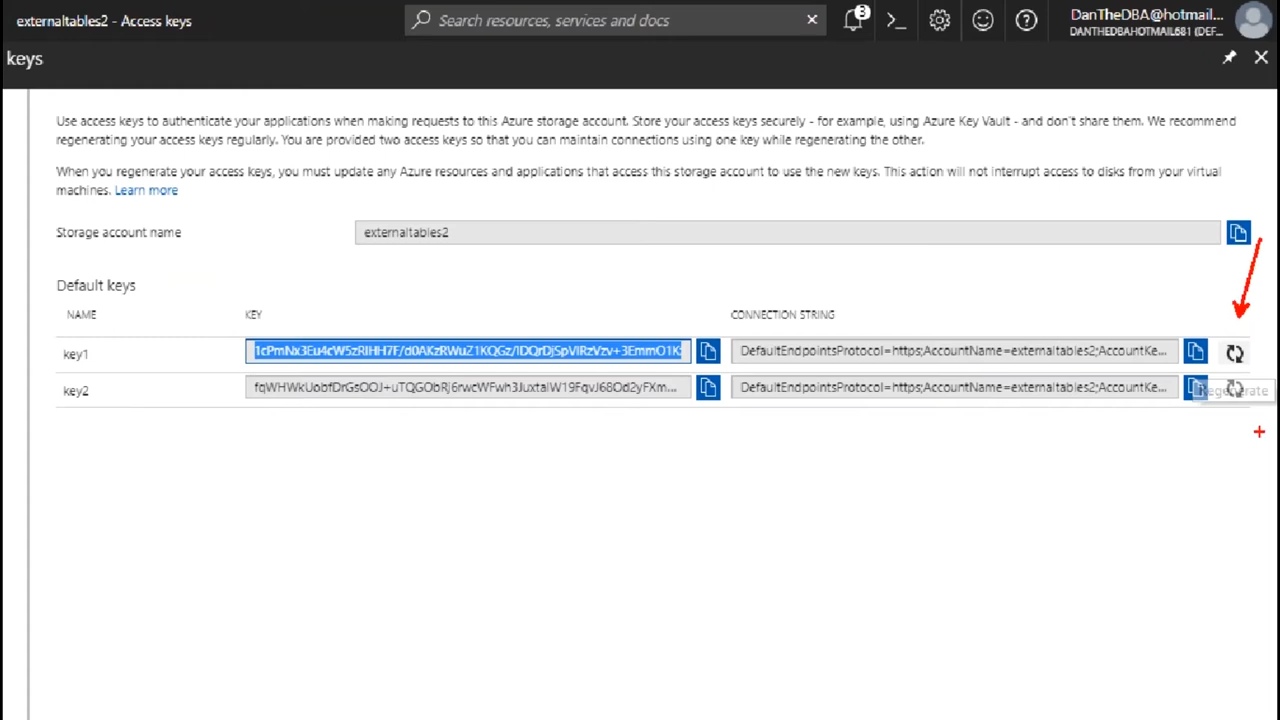 externaltables2 - Access keys
Search resources, services and docs
3
DanTheDBA@hotmail...
DANTHEDBAHOTMAIL681 (DEF...
keys
Use access keys to authenticate your applications when making requests to this Azure storage account. Store your access keys securely - for example, using Azure Key Vault - and don't share them. We recommend
regenerating your access keys regularly. You are provided two access keys so that you can maintain connections using one key while regenerating the other.
When you regenerate your access keys, you must update any Azure resources and applications that access this storage account to use the new keys. This action will not interrupt access to disks from your virtual
machines. Learn more
Storage account name
externaltables2
Default keys
NAME
KEY
CONNECTION STRING
key1
DefaultEndpointsProtocol=https;AccountName=externaltables2;AccountKe...
key2
DefaultEndpointsProtocol=https;AccountName=externaltables2;AccountKe...
Regenerate